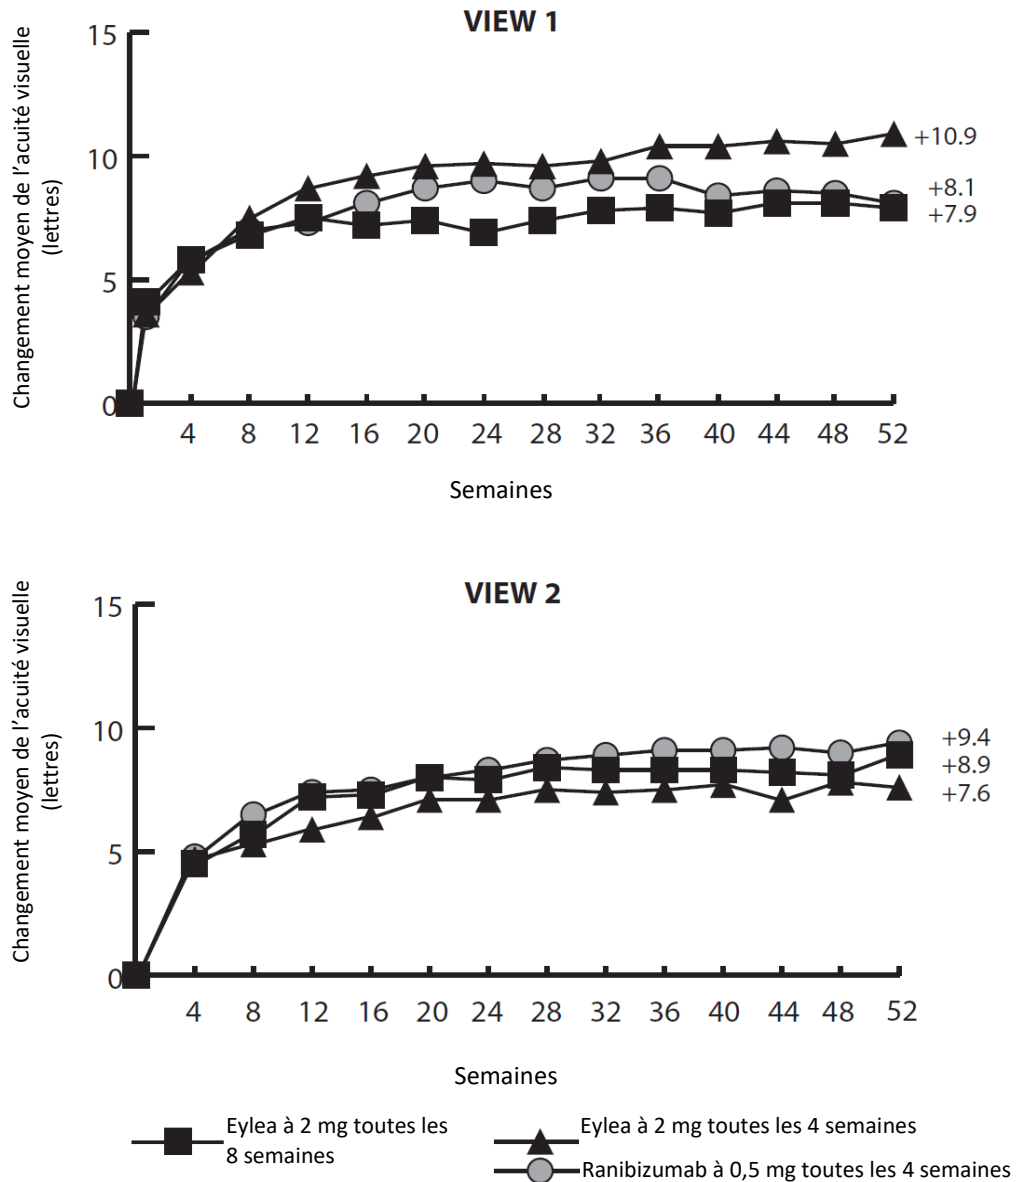 VIEW 1
Changement moyen de l'acuité visuelle
(lettres)
15
10
5
0
4 8 12 16 20 24 28 32 36 40 44 48 52
+10.9
+8.1
+7.9
Semaines
VIEW 2
Changement moyen de l'acuité visuelle
(lettres)
15
10
5
0
4 8 12 16 20 24 28 32 36 40 44 48 52
+9.4
+8.9
+7.6
Semaines
Eylea à 2 mg toutes les
8 semaines
Eylea à 2 mg toutes les 4 semaines
Ranibizumab à 0,5 mg toutes les 4 semaines